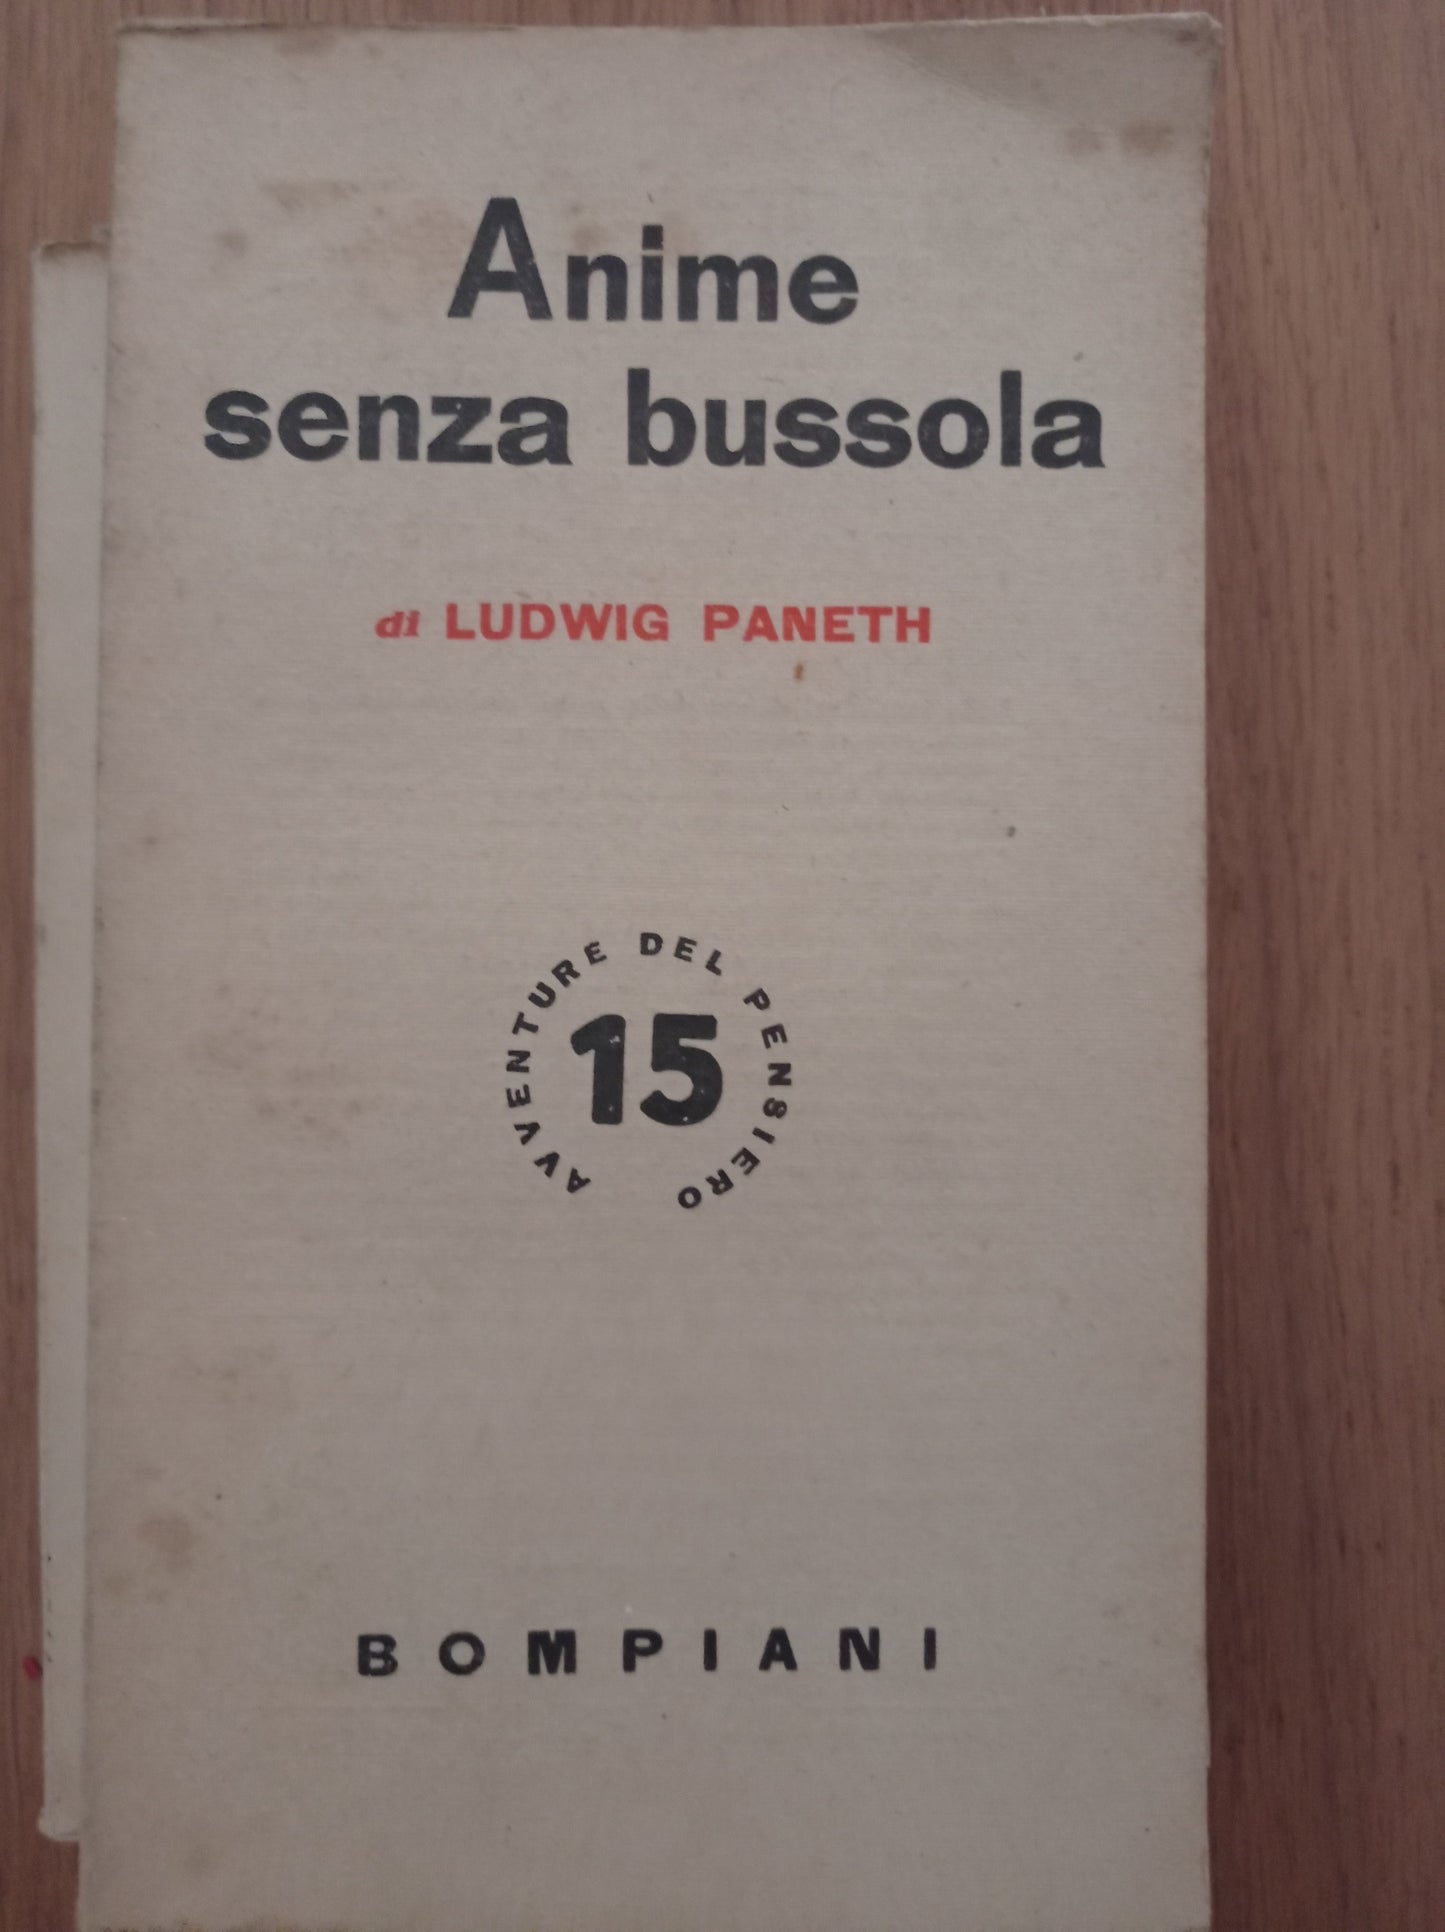 Anime
senza bussola
di LUDWIG PANETH
AVVENTURE DEL PENSIERO
15
BOMPIANI